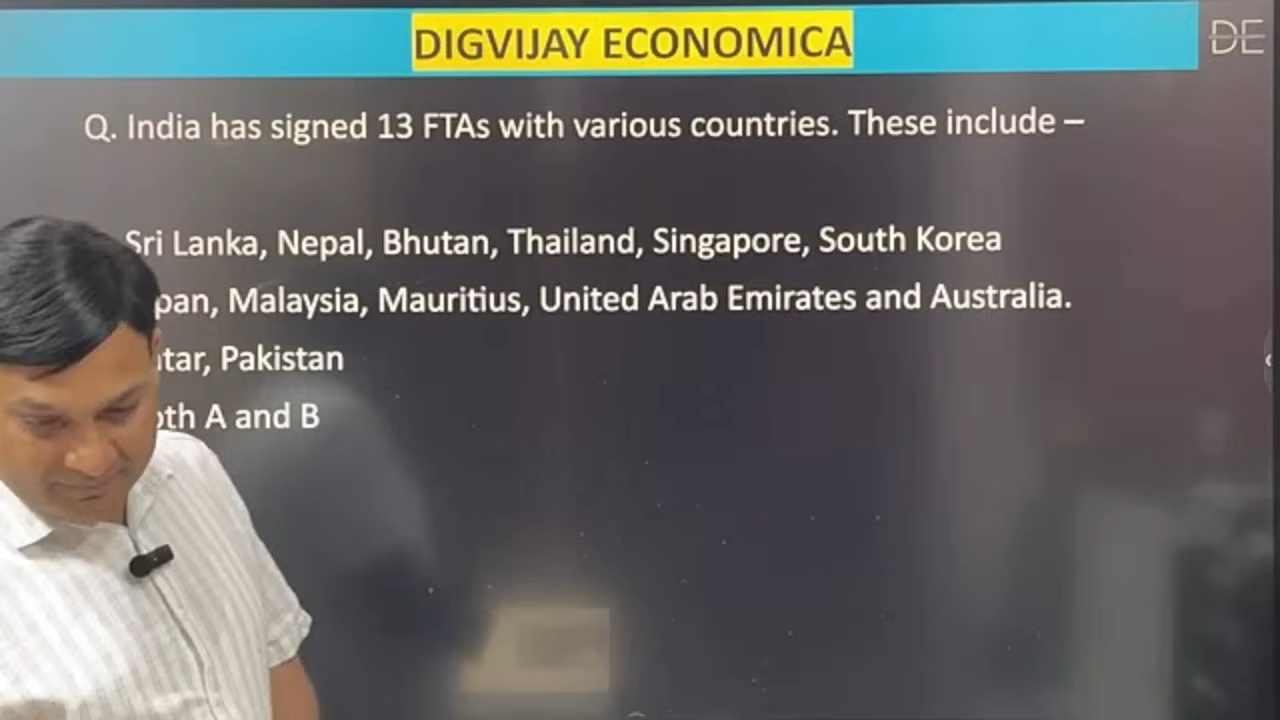 DIGVIJAY ECONOMICA
DE
Q. India has signed 13 FTAs with various countries. These include –
Sri Lanka, Nepal, Bhutan, Thailand, Singapore, South Korea
pan, Malaysia, Mauritius, United Arab Emirates and Australia.
tar, Pakistan
oth A and B